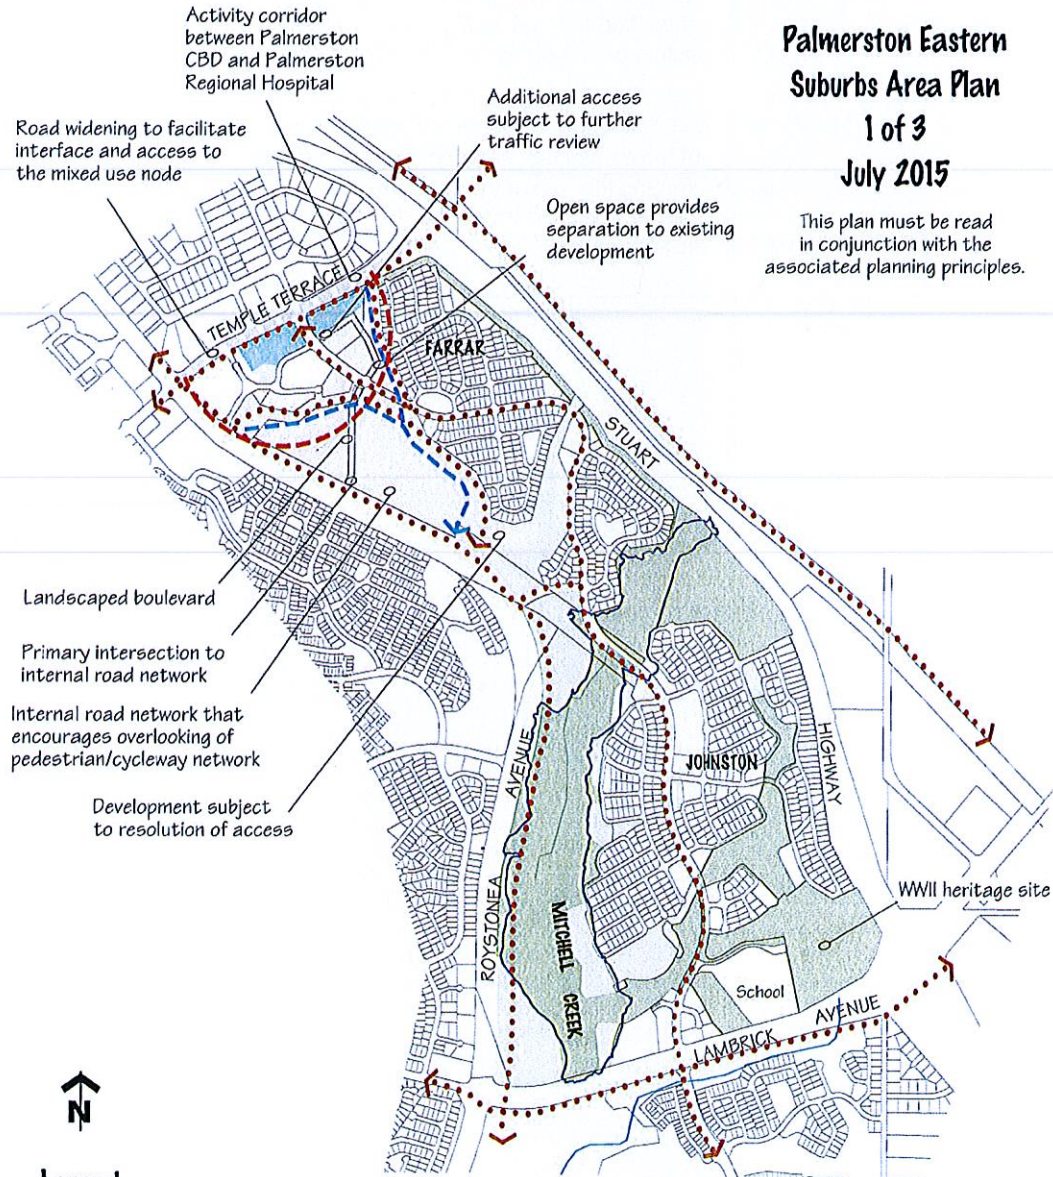 Palmerston Eastern
Suburbs Area Plan
1 of 3
July 2015
This plan must be read
in conjunction with the
associated planning principles.
Activity corridor
between Palmerston
CBD and Palmerston
Regional Hospital
Additional access
subject to further
traffic review
Road widening to facilitate
interface and access to
the mixed use node
Open space provides
separation to existing
development
TEMPLE TERRACE
FARRAR
STUART
HIGHWAY
Landscaped boulevard
Primary intersection to
internal road network
Internal road network that
encourages overlooking of
pedestrian/cycleway network
Development subject
to resolution of access
ROYSTONEA AVENUE
JOHNSTON
MITCHELL CREEK
WWII heritage site
School
LAMBRICK AVENUE
N